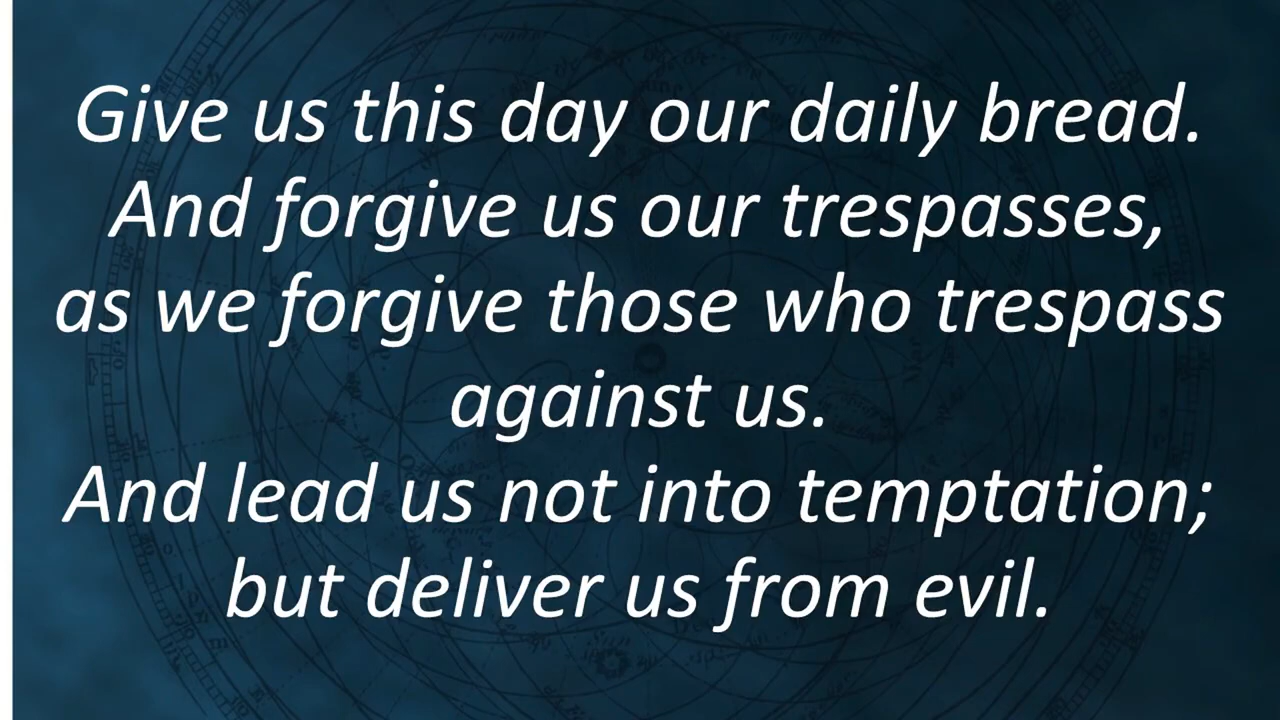 Give us this day our daily bread.
And forgive us our trespasses,
as we forgive those who trespass
against us.
And lead us not into temptation;
but deliver us from evil.